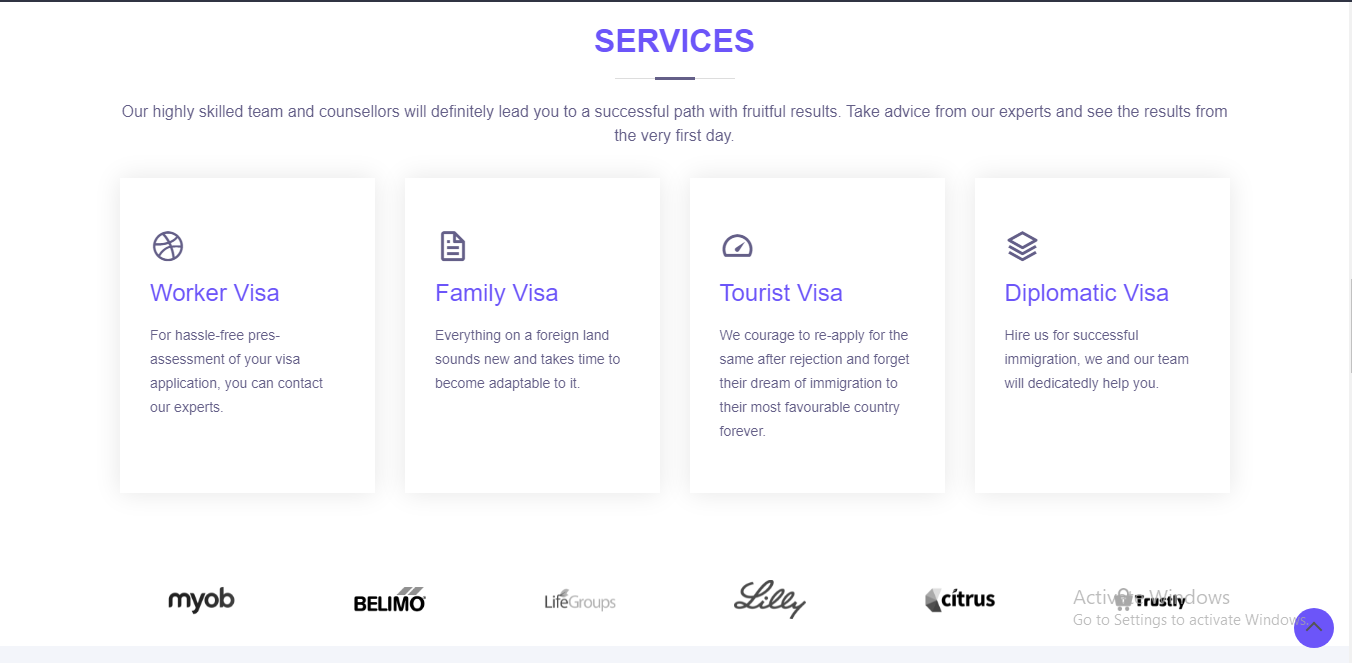 SERVICES
Our highly skilled team and counsellors will definitely lead you to a successful path with fruitful results. Take advice from our experts and see the results from
the very first day.
Worker Visa
For hassle-free pres-
assessment of your visa
application, you can contact
our experts.
Family Visa
Everything on a foreign land
sounds new and takes time to
become adaptable to it.
Tourist Visa
We courage to re-apply for the
same after rejection and forget
their dream of immigration to
their most favourable country
forever.
Diplomatic Visa
Hire us for successful
immigration, we and our team
will dedicatedly help you.
myob
BELIMO
LifeGroups
Lilly
citrus
Trustly
Activate Windows
Go to Settings to activate Windows.